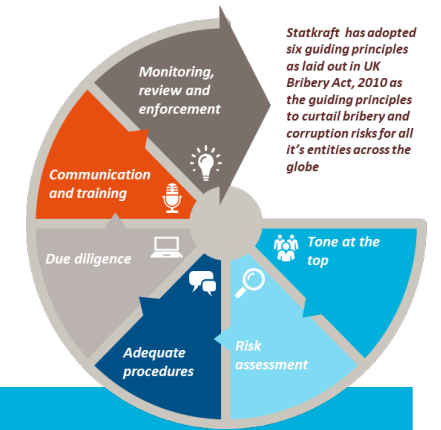 Statkraft has adopted
six guiding principles
as laid out in UK
Bribery Act, 2010 as
the guiding principles
to curtail bribery and
corruption risks for all
it's entities across the
globe
Monitoring,
review and
enforcement
Communication
and training
Due diligence
Adequate
procedures
Risk
assessment
Tone at the
top